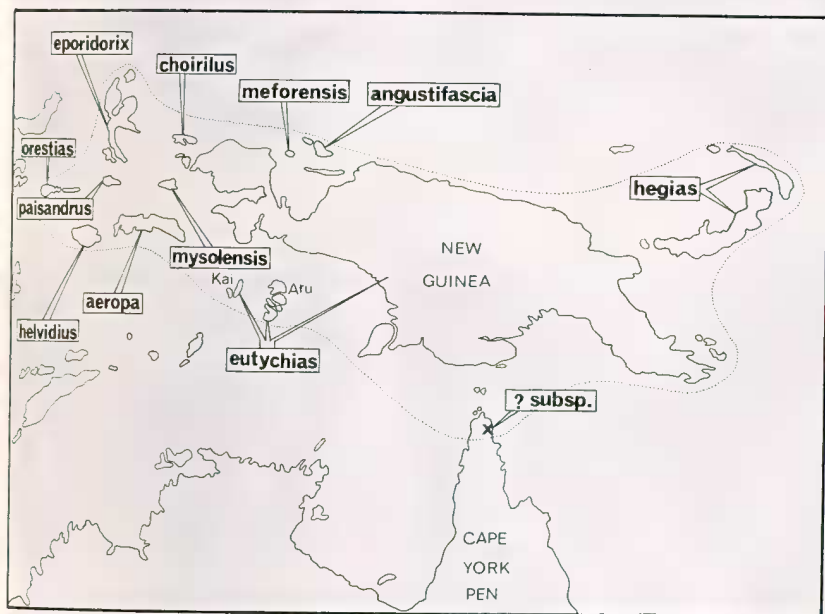 eporidorix
choirilus
meforensis
angustifascia
orestias
hegias
paisandrus
mysolensis
NEW
GUINEA
Kai
Aru
aeropa
helvidius
eutychias
? subsp.
CAPE
YORK
PEN